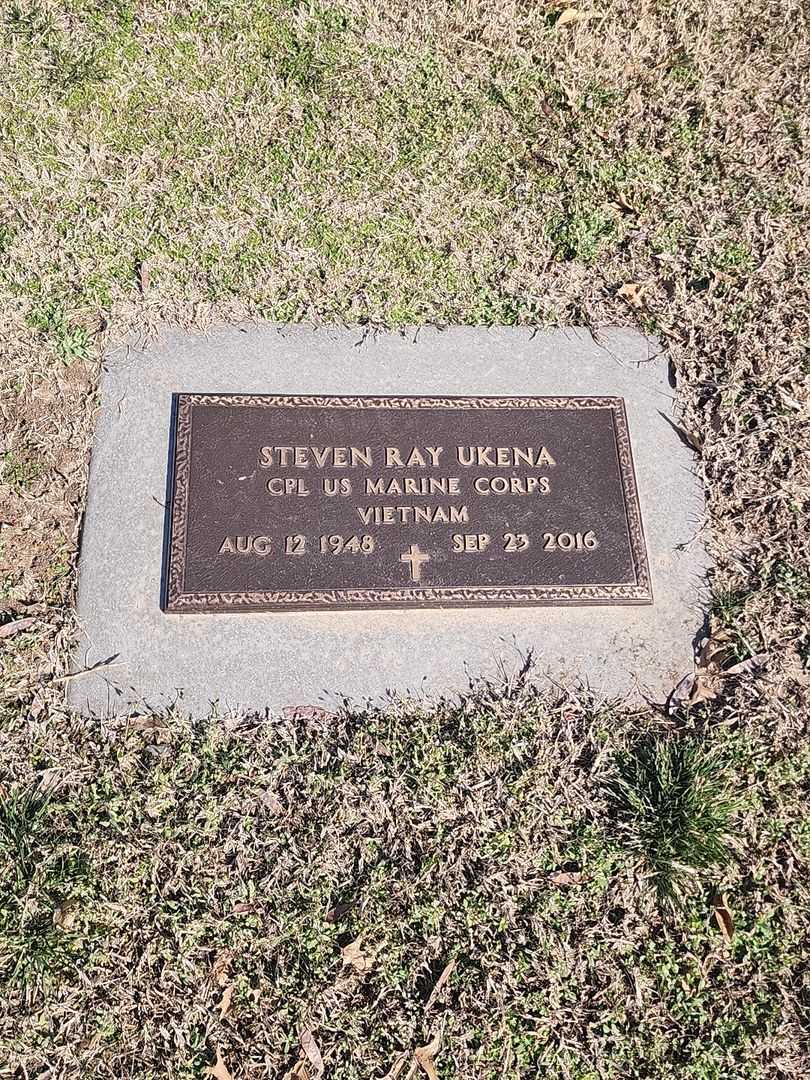 STEVEN RAY UKENA
CPL US MARINE CORPS
VIETNAM
AUG 12 1948 SEP 23 2016